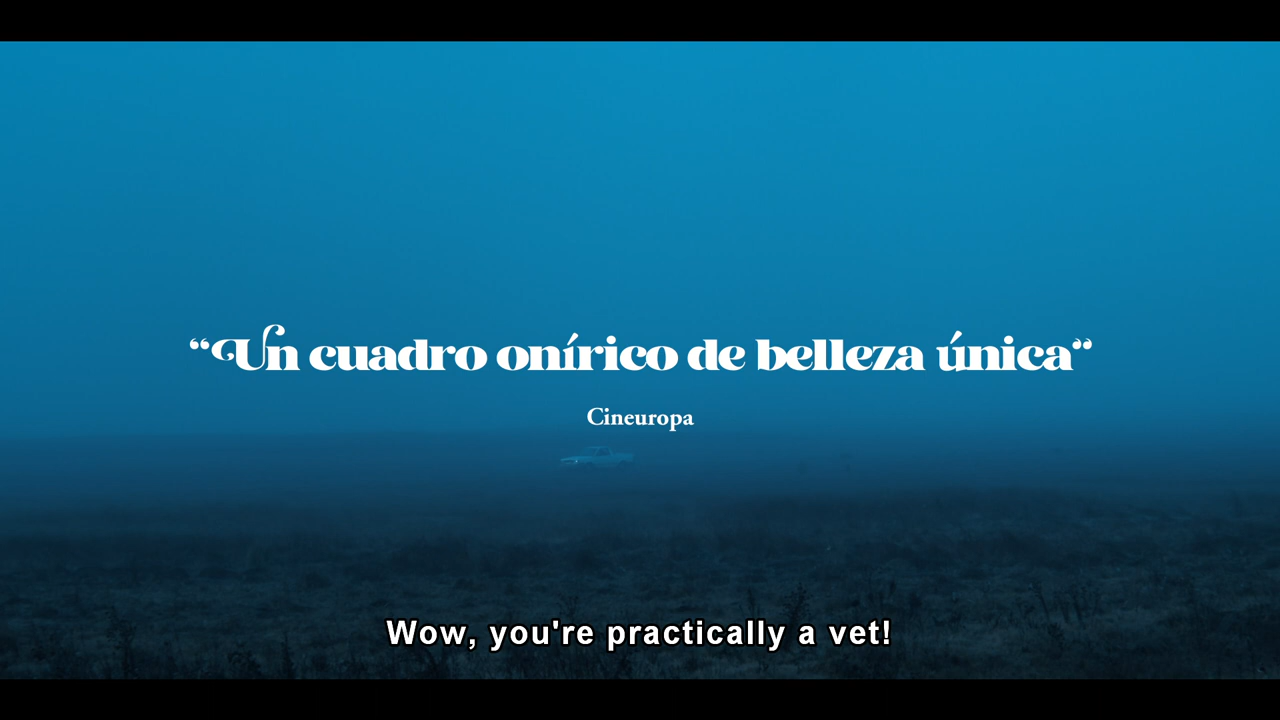 “Un cuadro onírico de belleza única“
Cineuropa
Wow, you're practically a vet!